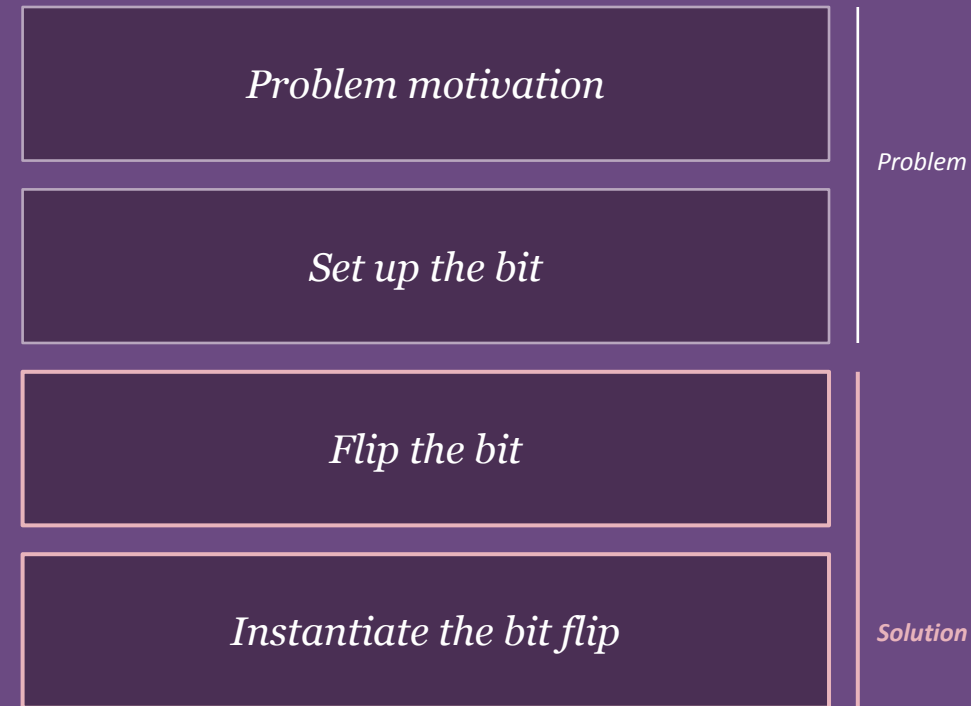 Problem motivation
Problem
Set up the bit
Flip the bit
Instantiate the bit flip
Solution